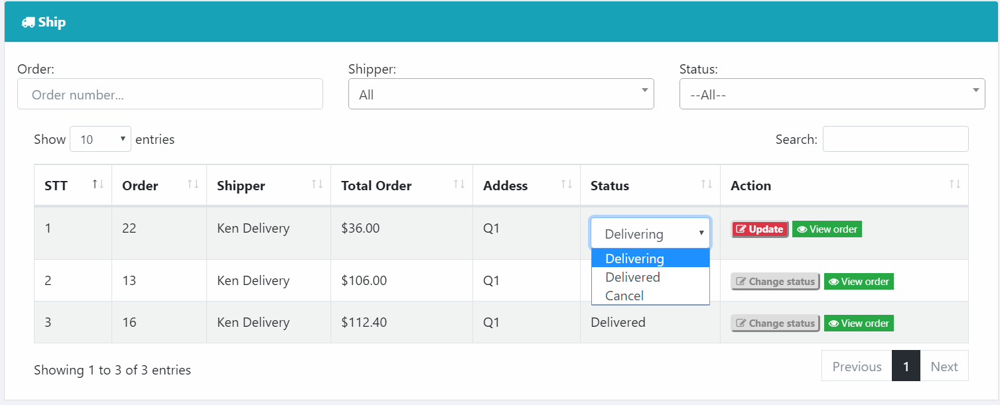 Ship
Order: Shipper: Status:
Order number... All --All--
Show 10 entries Search:
STT Order Shipper Total Order Addess Status Action
1 22 Ken Delivery $36.00 Q1 Delivering Update View order
Delivering
2 13 Ken Delivery $106.00 Q1 Delivered Change status View order
Cancel
3 16 Ken Delivery $112.40 Q1 Delivered Change status View order
Showing 1 to 3 of 3 entries Previous 1 Next